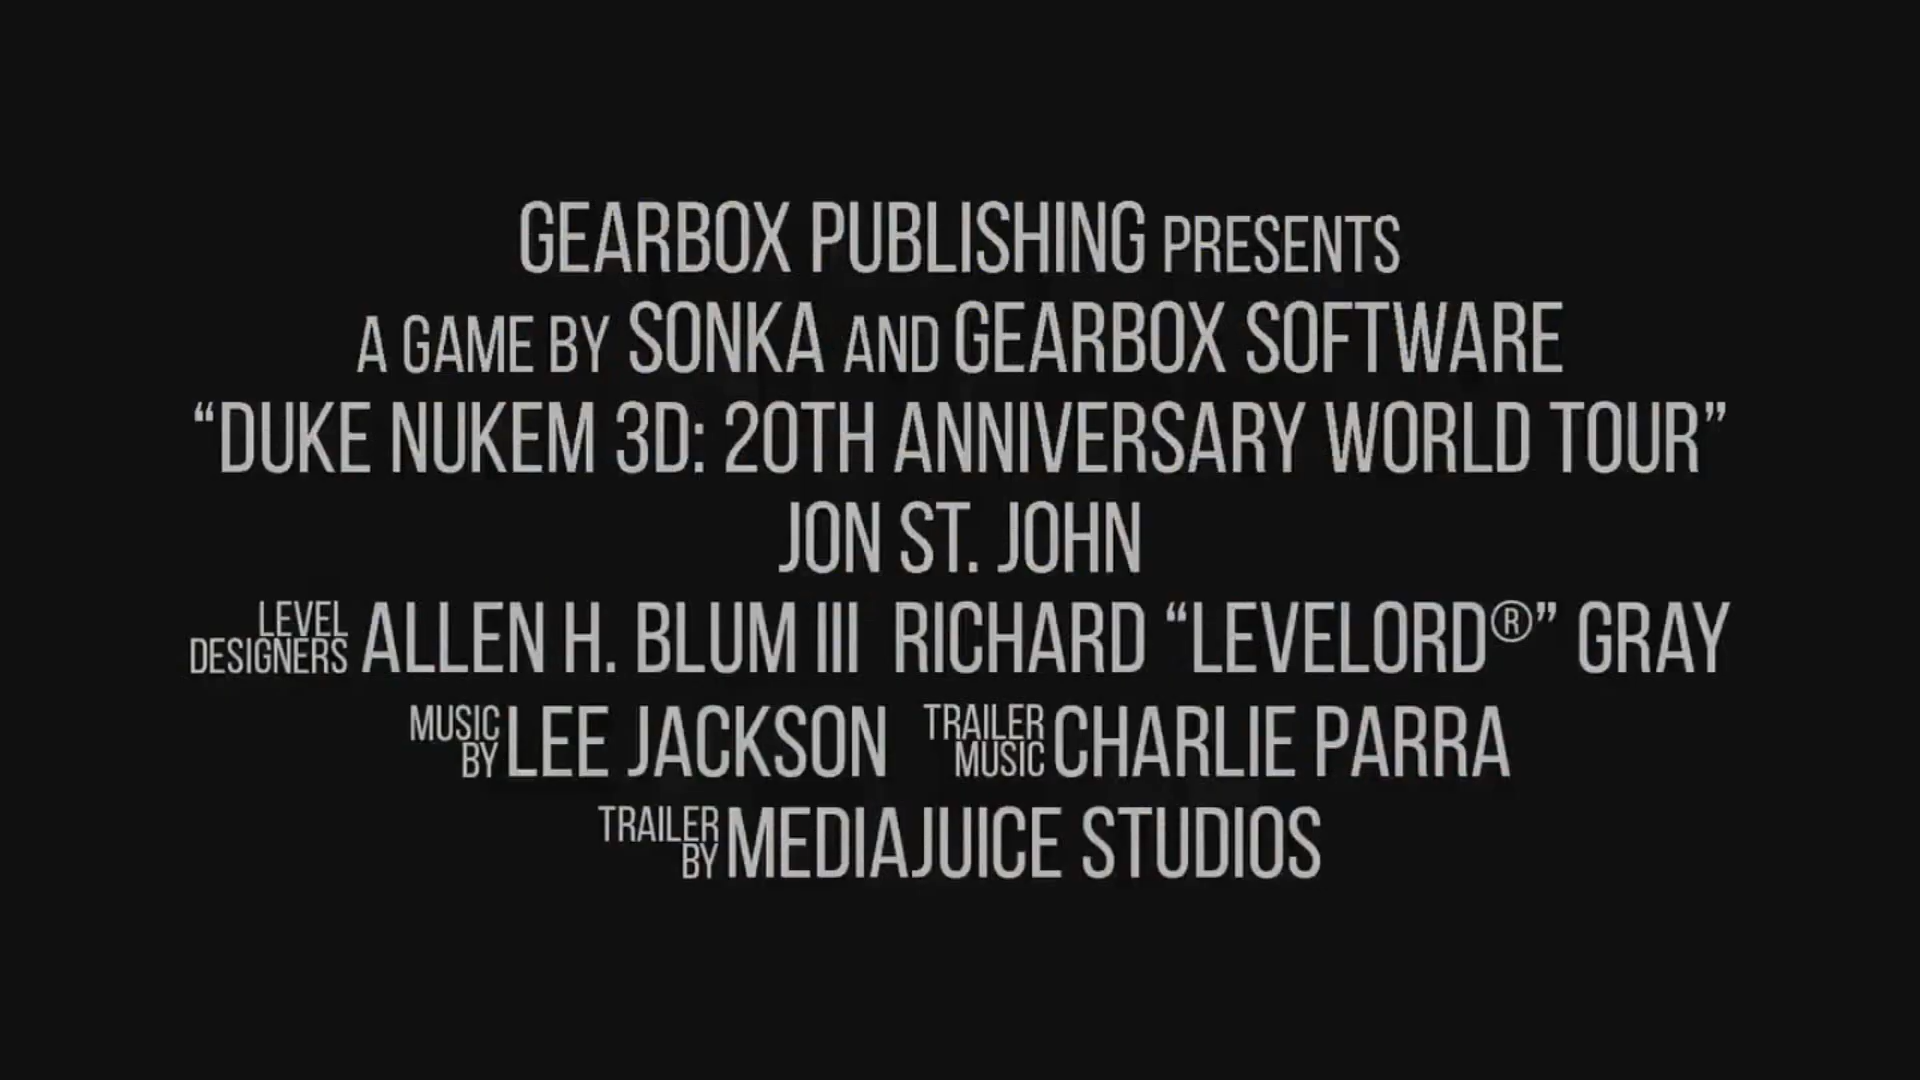 GEARBOX PUBLISHING PRESENTS
A GAME BY SONKA AND GEARBOX SOFTWARE
“DUKE NUKEM 3D: 20TH ANNIVERSARY WORLD TOUR”
JON ST. JOHN
LEVEL DESIGNERS ALLEN H. BLUM III RICHARD “LEVELORD®” GRAY
MUSIC BY LEE JACKSON TRAILER MUSIC CHARLIE PARRA
TRAILER BY MEDIAJUICE STUDIOS